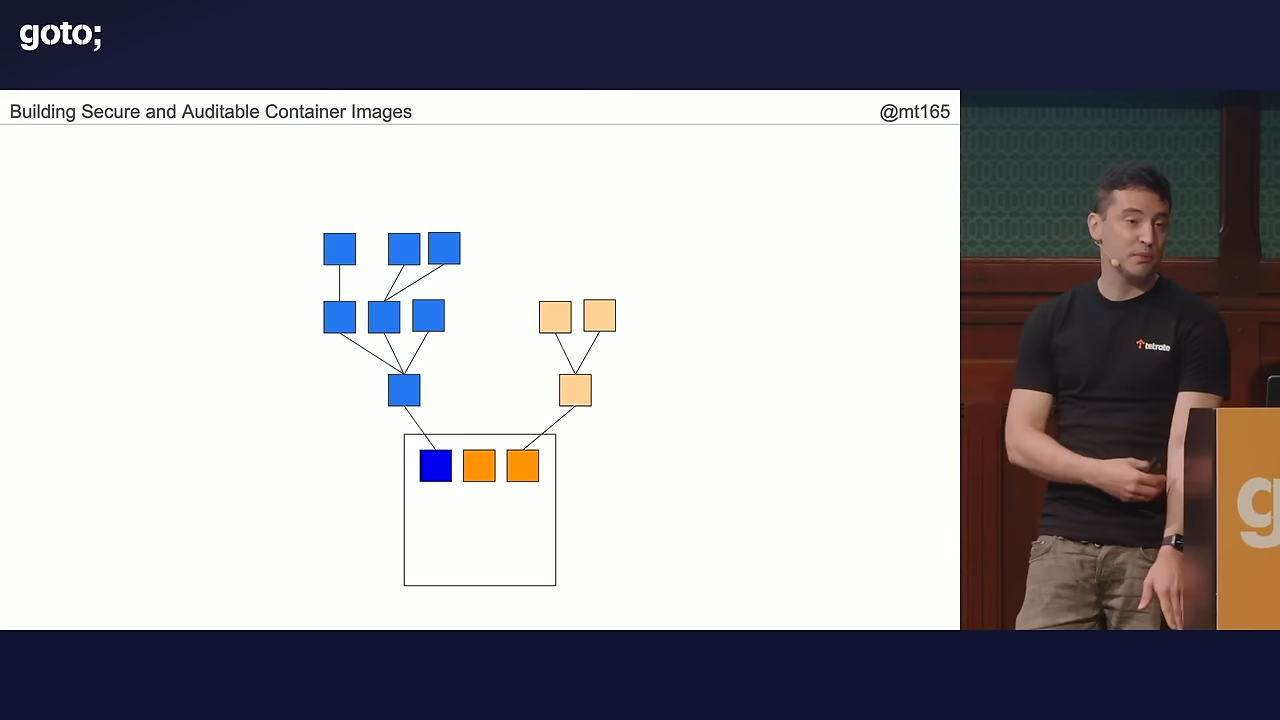 goto;
Building Secure and Auditable Container Images
@mt165
tetrate
g